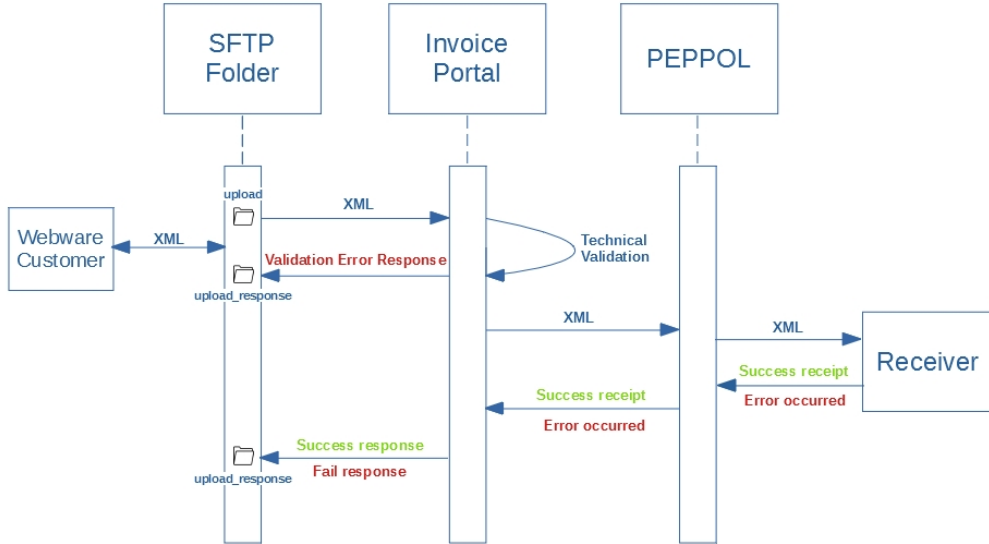 SFTP
Folder
Invoice
Portal
PEPPOL
upload
XML
Webware
Customer
XML
Technical
Validation
Validation Error Response
upload_response
XML
XML
Receiver
Success receipt
Error occurred
Success receipt
Error occurred
Success response
Fail response
upload_response